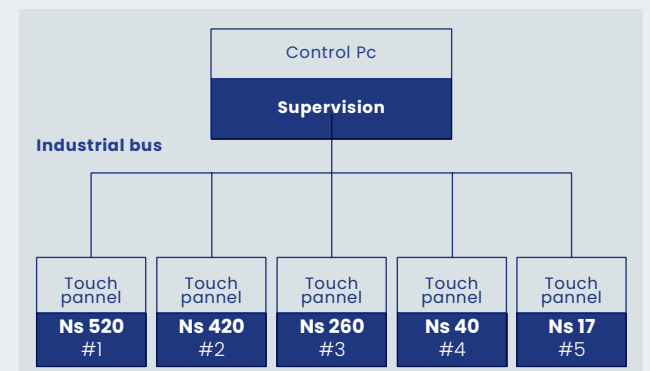 Control Pc
Supervision
Industrial bus
Touch
pannel
Ns 520
#1
Touch
pannel
Ns 420
#2
Touch
pannel
Ns 260
#3
Touch
pannel
Ns 40
#4
Touch
pannel
Ns 17
#5